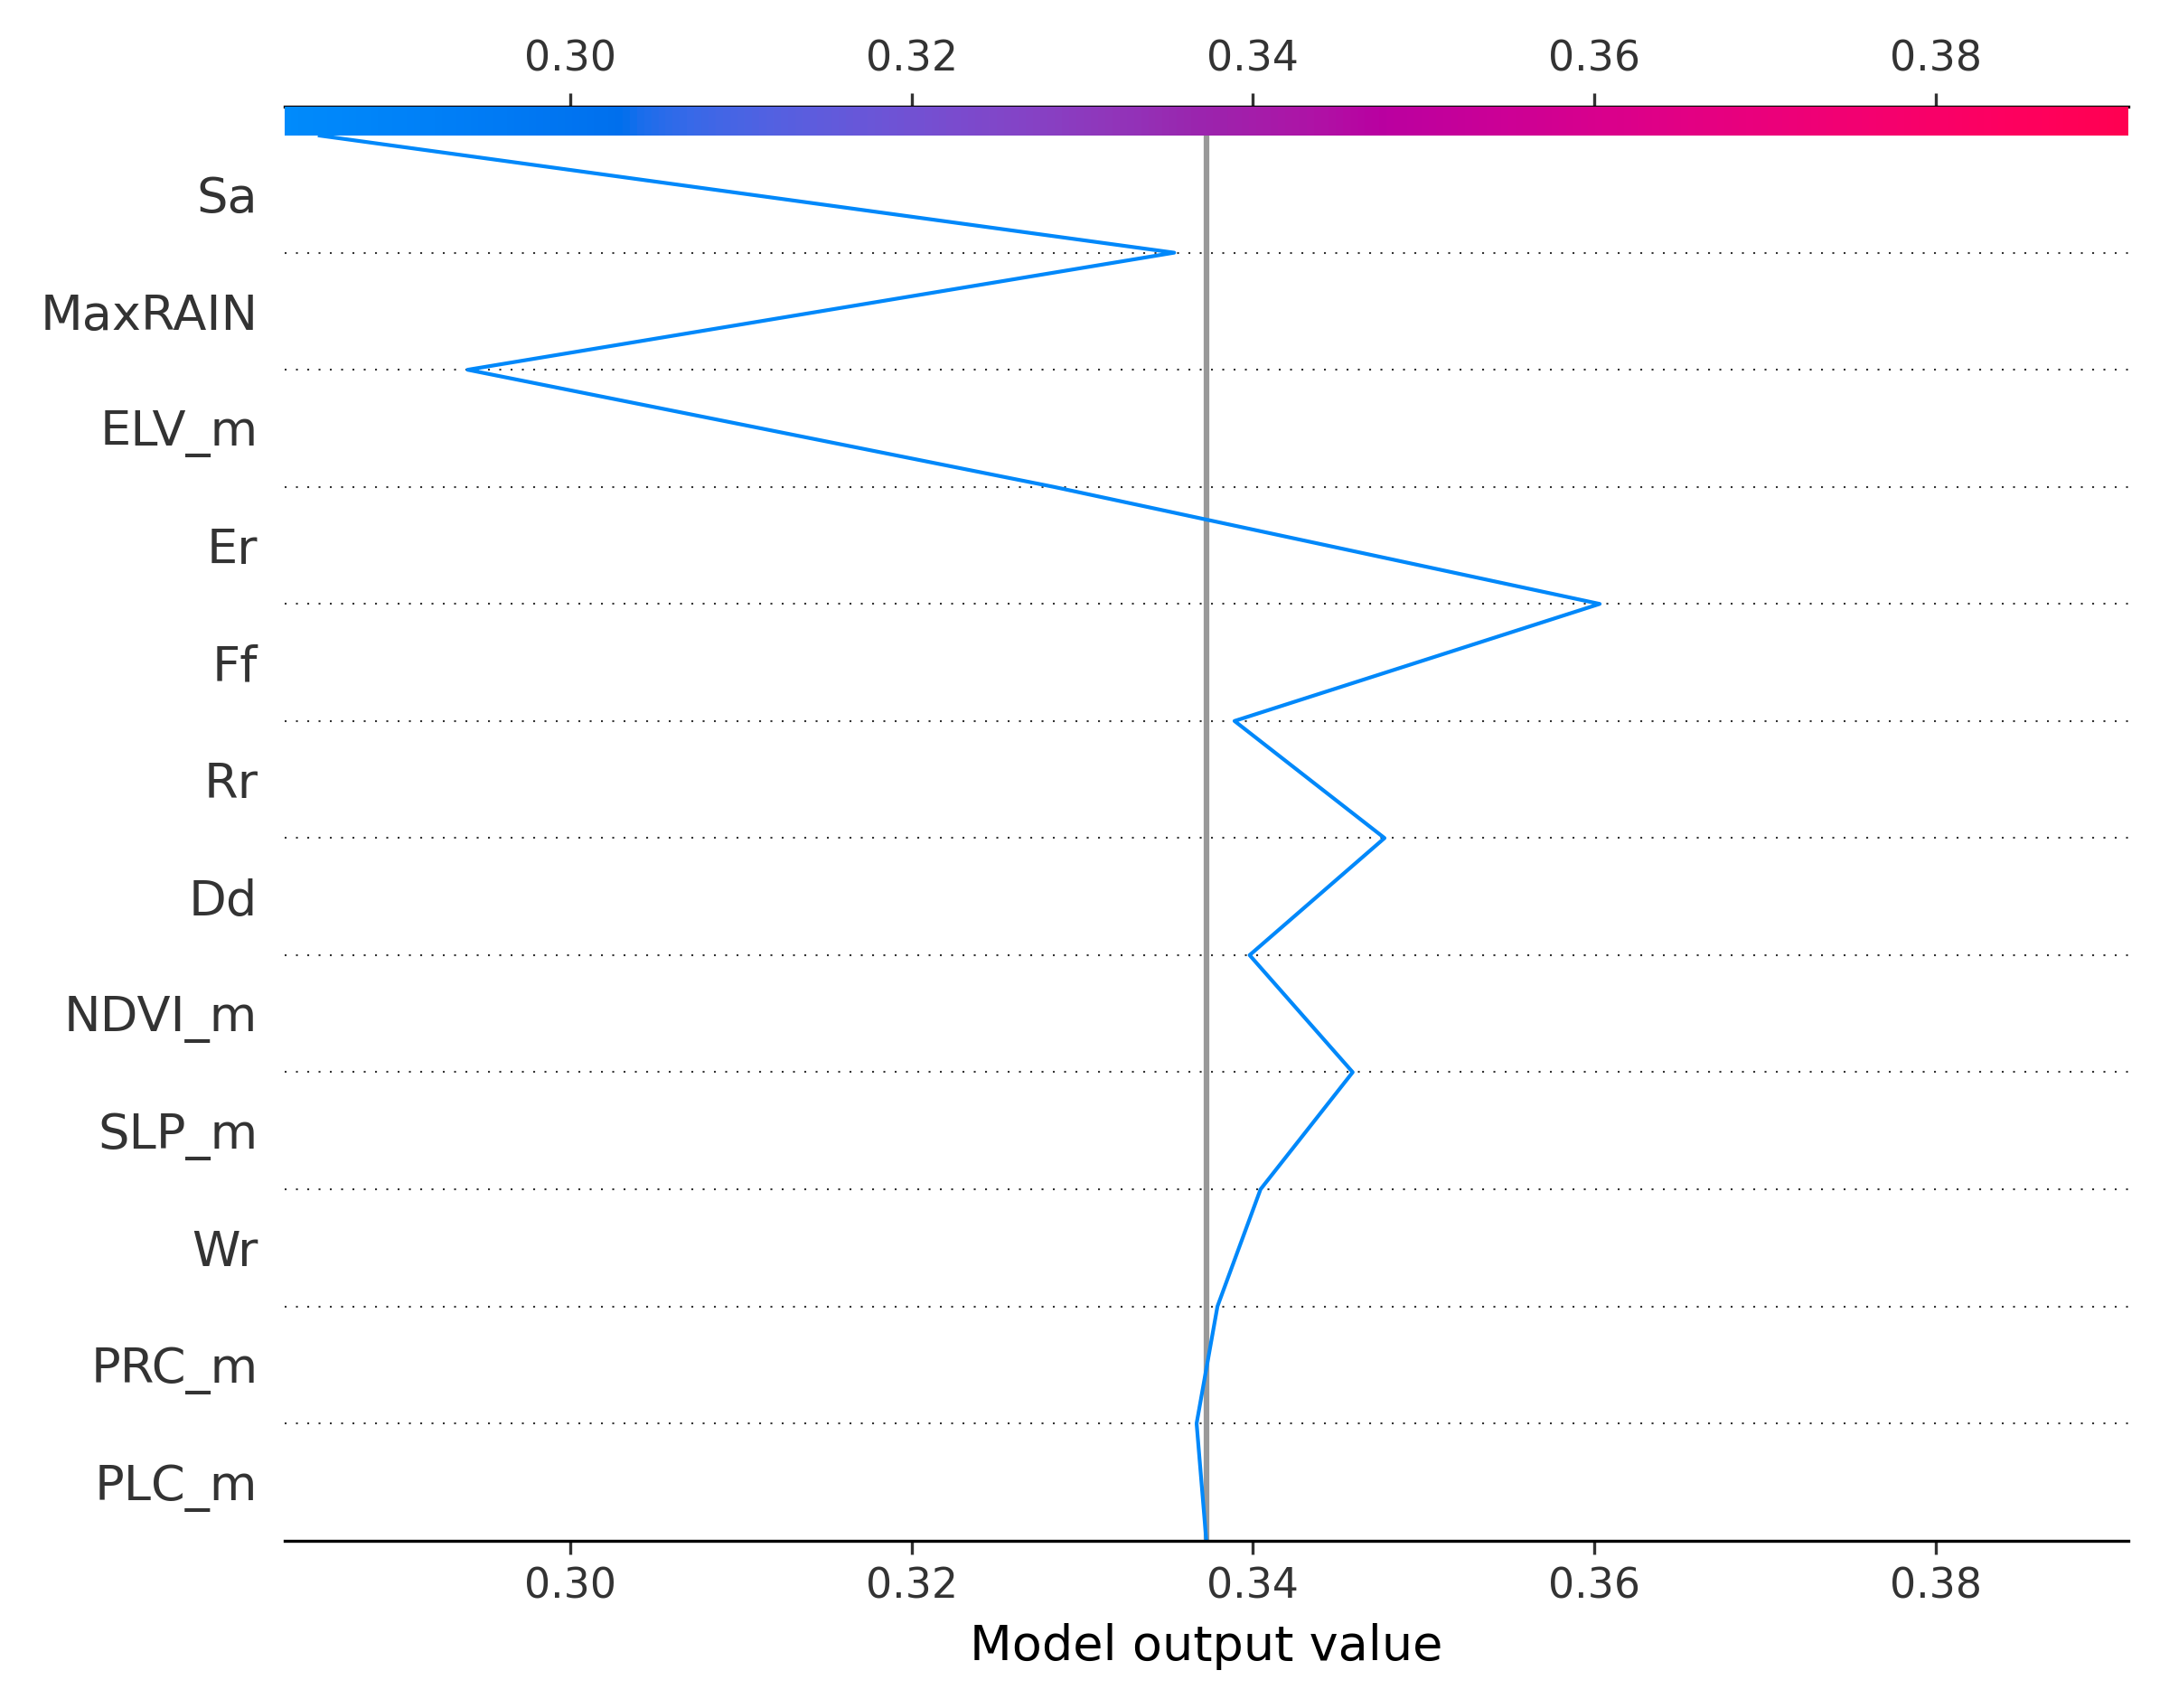 0.30 0.32 0.34 0.36 0.38
Sa
MaxRAIN
ELV_m
Er
Ff
Rr
Dd
NDVI_m
SLP_m
Wr
PRC_m
PLC_m
0.30 0.32 0.34 0.36 0.38
Model output value